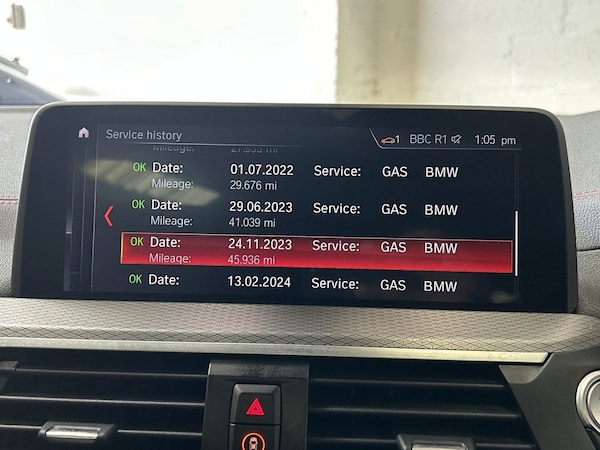 Service history
1
BBC R1
1:05 pm
OK Date: 01.07.2022 Service: GAS BMW
Mileage: 29.676 mi
OK Date: 29.06.2023 Service: GAS BMW
Mileage: 41.039 mi
OK Date: 24.11.2023 Service: GAS BMW
Mileage: 45.936 mi
OK Date: 13.02.2024 Service: GAS BMW